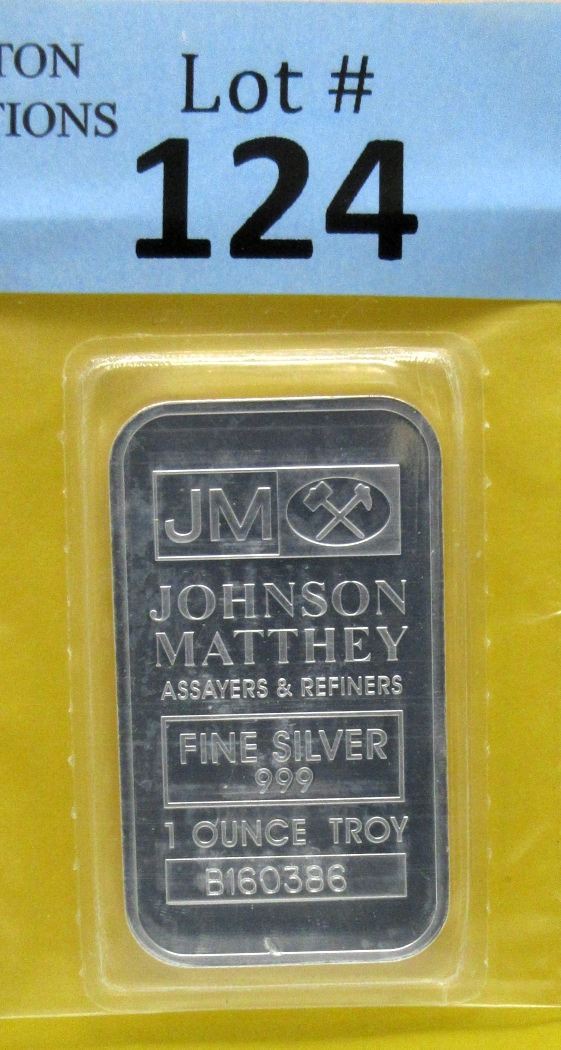 TON
TIONS
Lot #
124
JM
JOHNSON
MATTHEY
ASSAYERS & REFINERS
FINE SILVER
999
1 OUNCE TROY
B160386